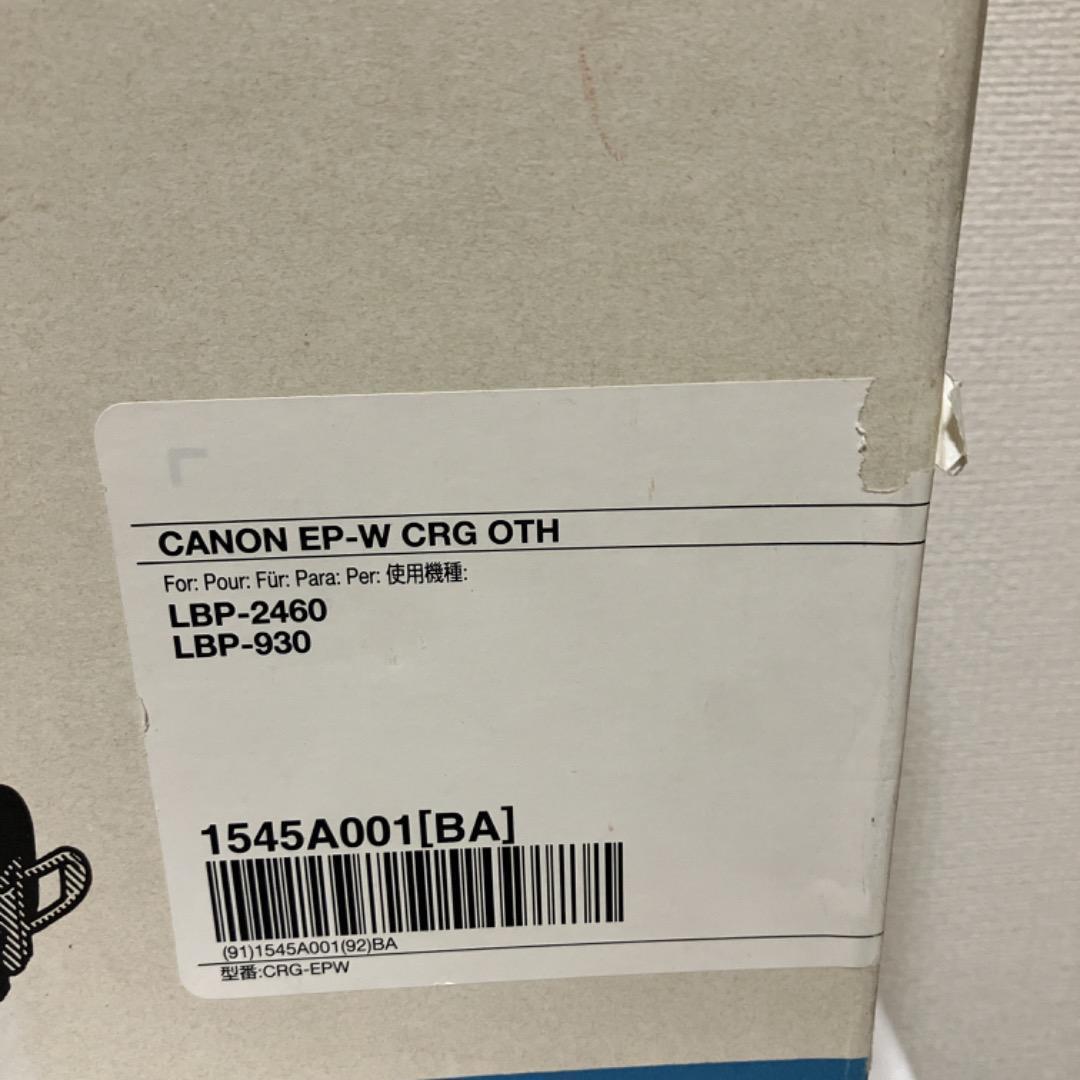 CANON EP-W CRG OTH
For: Pour: Für: Para: Per: 使用機種:
LBP-2460
LBP-930
1545A001[BA]
(91)1545A001(92)BA
型番:CRG-EPW